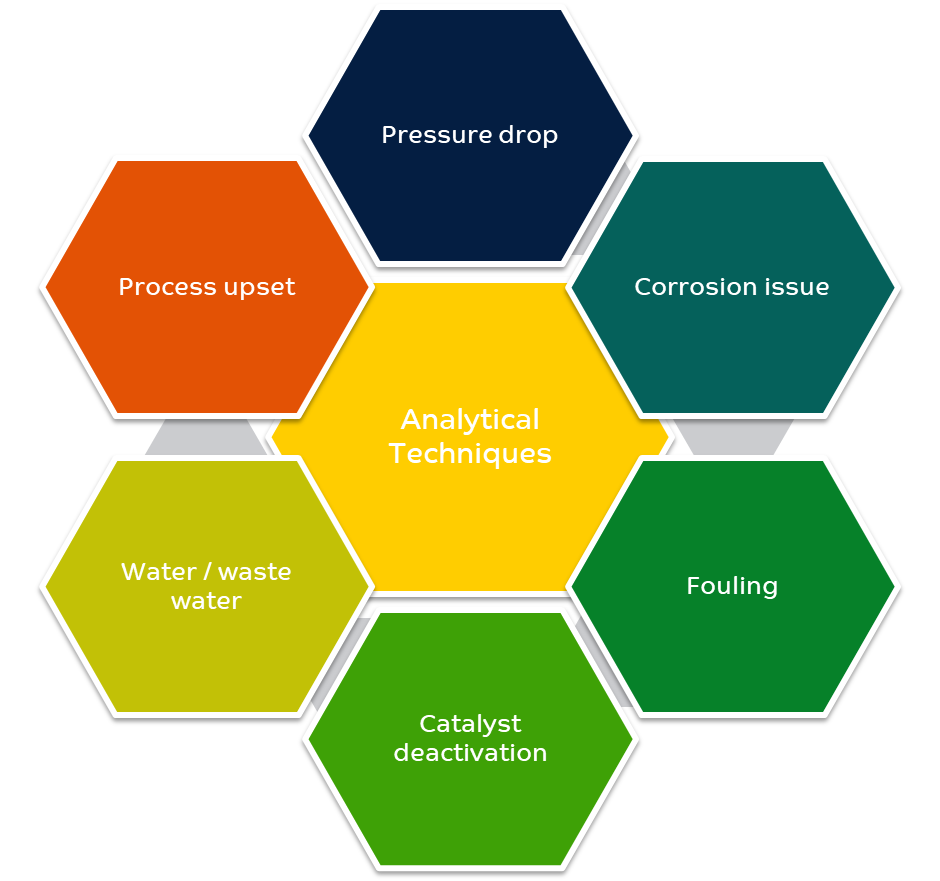 Pressure drop
Process upset
Corrosion issue
Analytical
Techniques
Water / waste
water
Fouling
Catalyst
deactivation